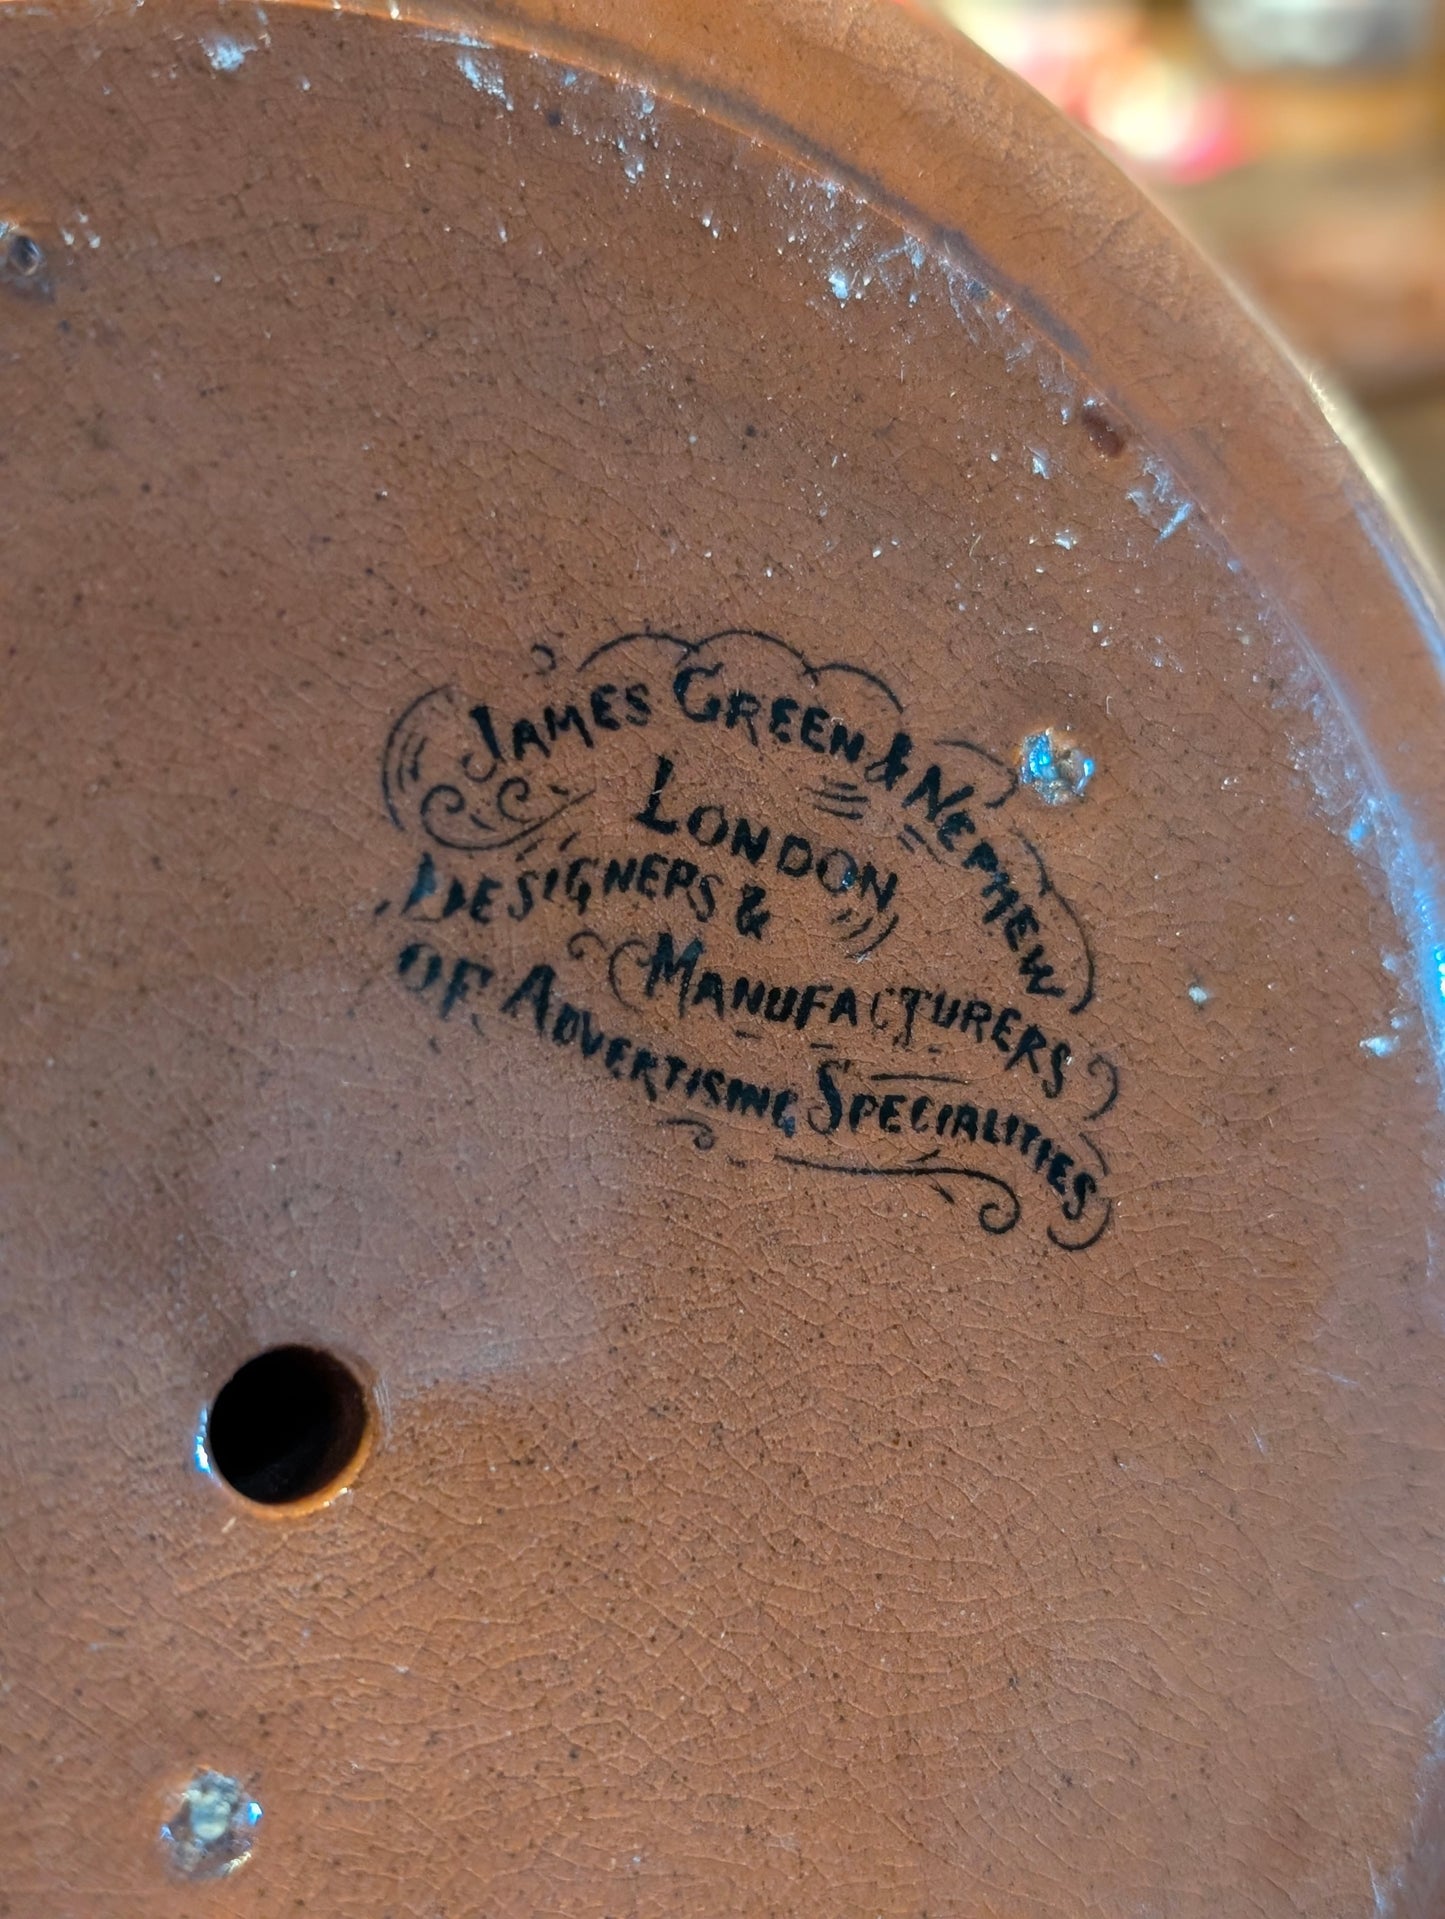 JAMES GREEN & NEPHEW
LONDON
DESIGNERS &
MANUFACTURERS
OF ADVERTISING SPECIALITIES